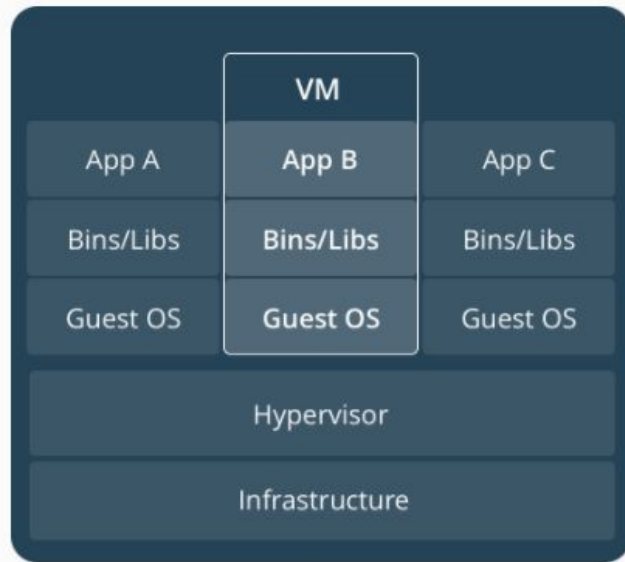 VM
App A App B App C
Bins/Libs Bins/Libs Bins/Libs
Guest OS Guest OS Guest OS
Hypervisor
Infrastructure